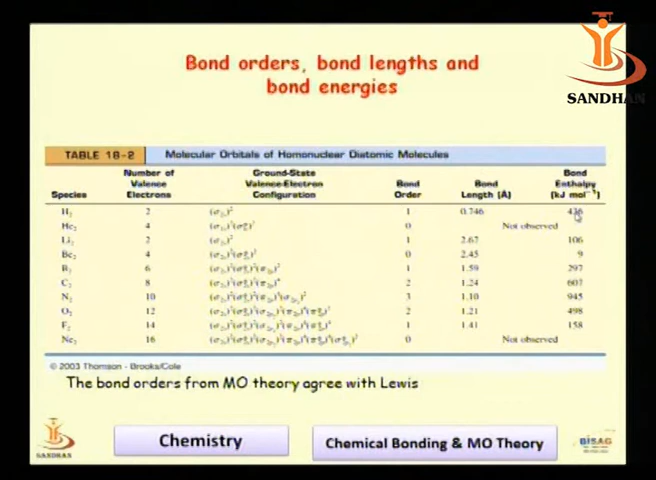 Bond orders, bond lengths and
bond energies
SANDHAN
TABLE 18-2 Molecular Orbitals of Homonuclear Diatomic Molecules
Species Number of Valence Electrons Ground-State Valence-Electron Configuration Bond Order Bond Length (Å) Bond Enthalpy (kJ mol⁻¹)
H₂ 2 1 0.746 436
He₂ 4 0 Not observed
Li₂ 2 1 2.67 106
Be₂ 4 0 2.45 9
B₂ 6 1 1.59 297
C₂ 8 2 1.24 607
N₂ 10 3 1.10 945
O₂ 12 2 1.21 498
F₂ 14 1 1.41 158
Ne₂ 16 0 Not observed
© 2003 Thomson - Brooks/Cole
The bond orders from MO theory agree with Lewis
SANDHAN
Chemistry
Chemical Bonding & MO Theory
BISAG